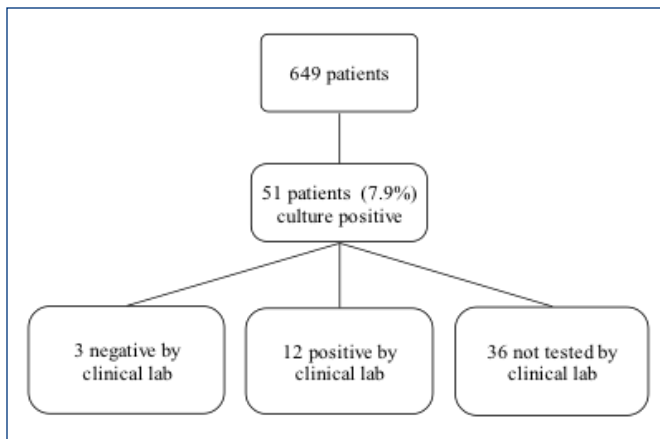 649 patients
51 patients (7.9%)
culture positive
3 negative by
clinical lab
12 positive by
clinical lab
36 not tested by
clinical lab